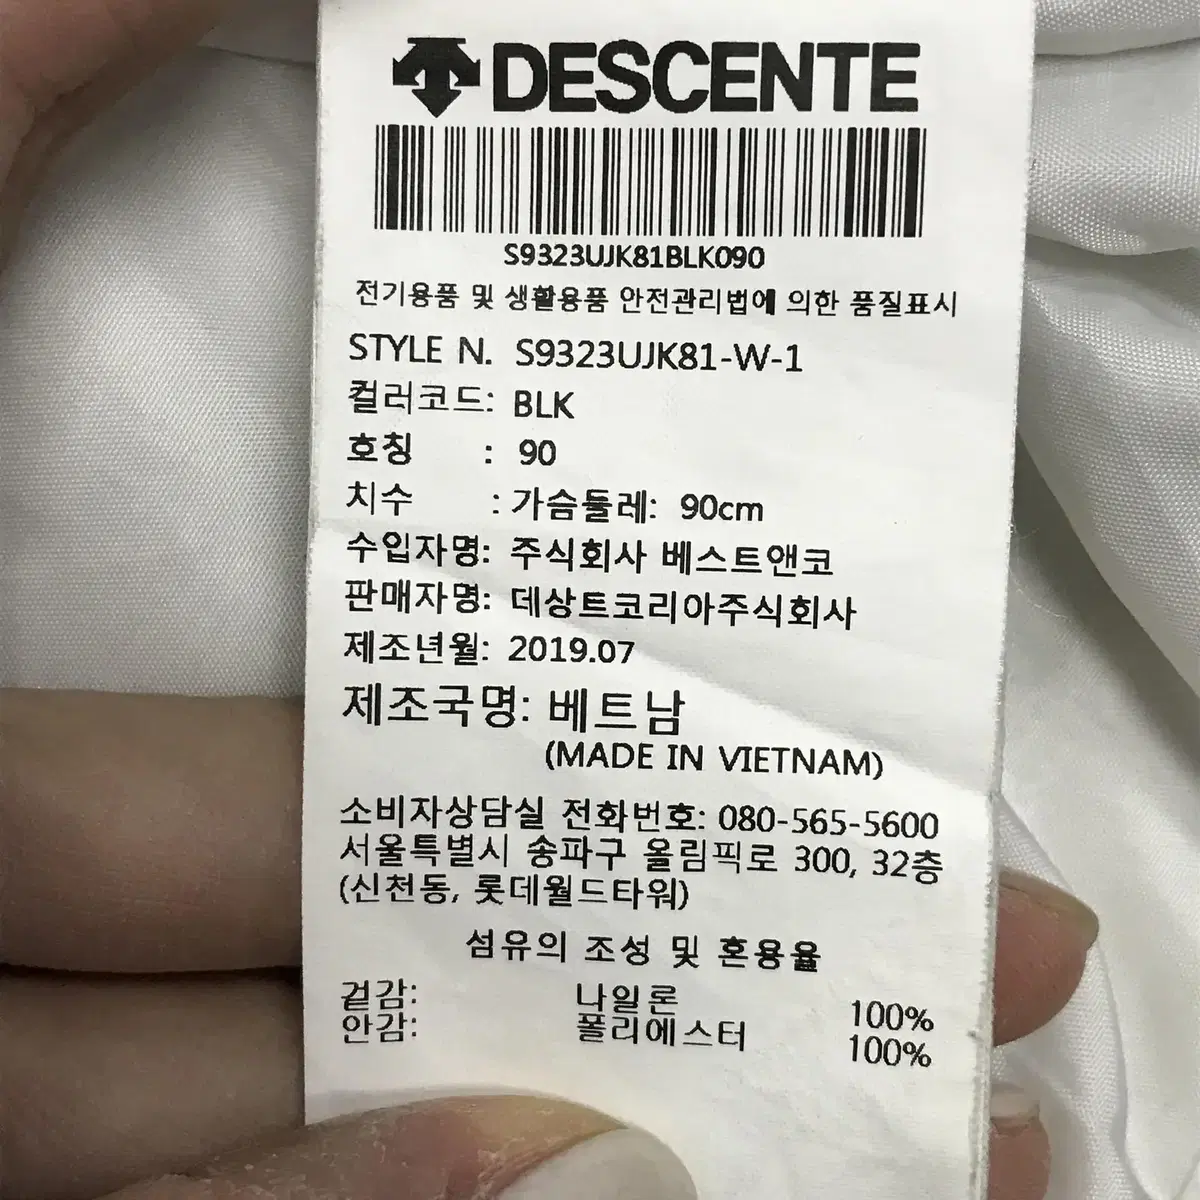 DESCENTE
S9323UJK81BLK090
전기용품 및 생활용품 안전관리법에 의한 품질표시
STYLE N. S9323UJK81-W-1
컬러코드: BLK
호칭 : 90
치수 : 가슴둘레: 90cm
수입자명: 주식회사 베스트앤코
판매자명: 데상트코리아주식회사
제조년월: 2019.07
제조국명: 베트남
(MADE IN VIETNAM)
소비자상담실 전화번호: 080-565-5600
서울특별시 송파구 올림픽로 300, 32층
(신천동, 롯데월드타워)
섬유의 조성 및 혼용율
겉감: 나일론 100%
안감: 폴리에스터 100%